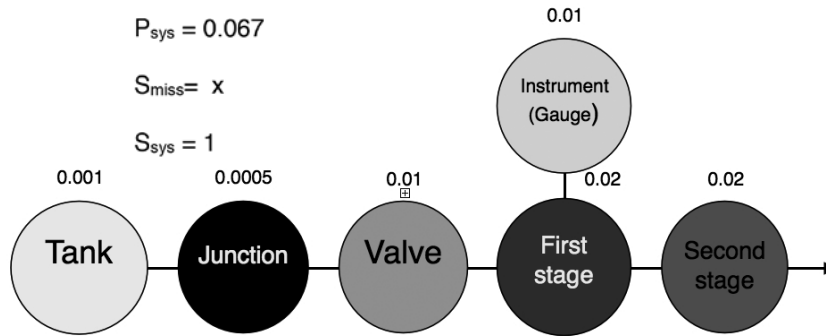 P_sys = 0.067
S_miss= x
S_sys = 1
0.01
Instrument
(Gauge)
0.001
0.0005
0.01
0.02
0.02
Tank
Junction
Valve
First
stage
Second
stage